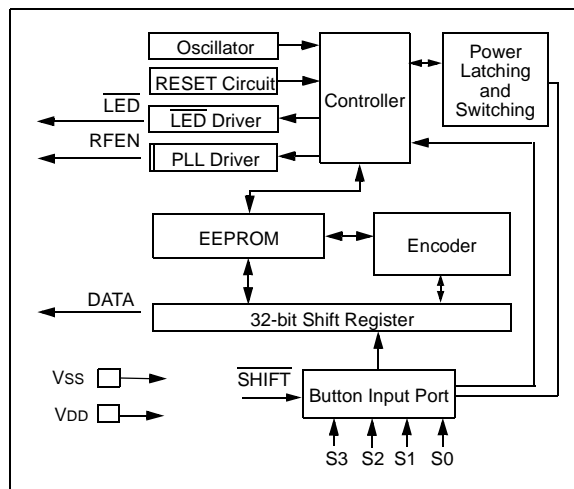 Oscillator
RESET Circuit
LED
LED Driver
RFEN
PLL Driver
Controller
Power
Latching
and
Switching
EEPROM
Encoder
DATA
32-bit Shift Register
VSS
VDD
SHIFT
Button Input Port
S3 S2 S1 S0